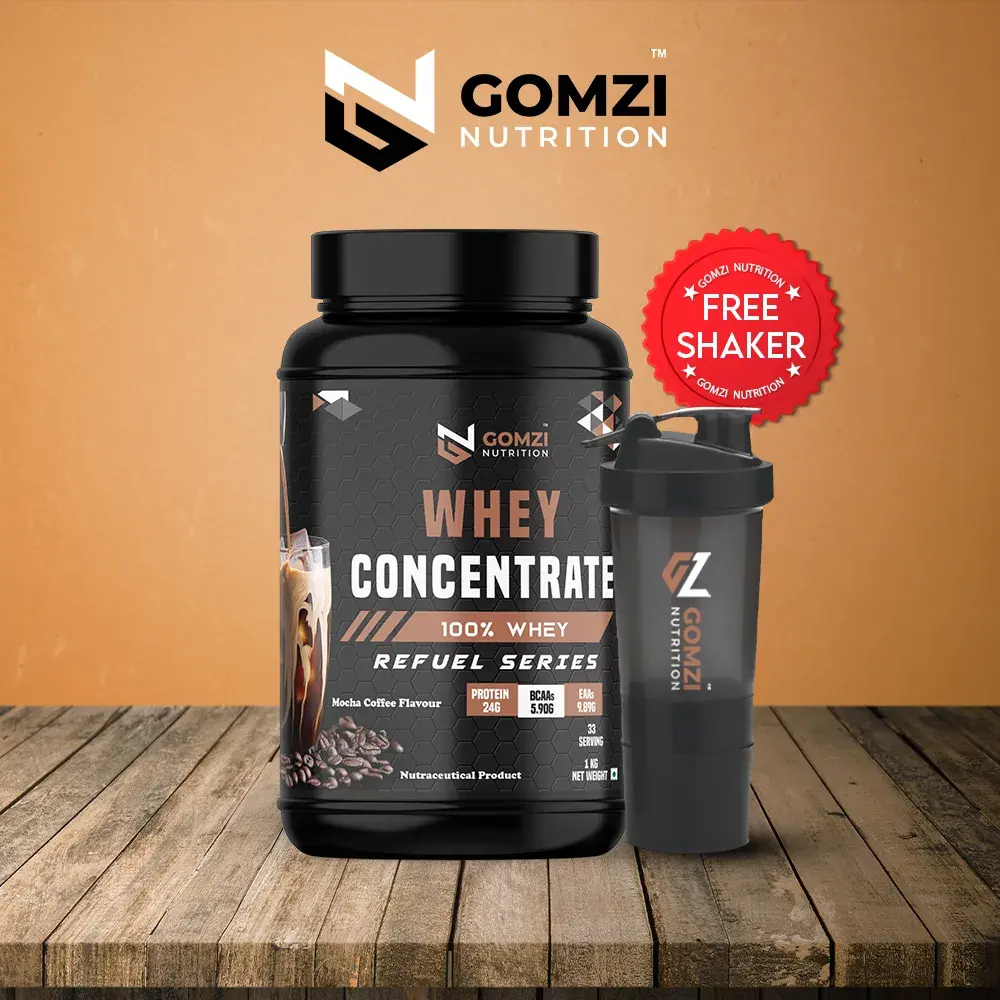 GOMZI
NUTRITION
TM
GOMZI NUTRITION
FREE
SHAKER
GOMZI NUTRITION
GOMZI
NUTRITION
TM
WHEY
CONCENTRATE
100% WHEY
REFUEL SERIES
Mocha Coffee Flavour
PROTEIN
24G
BCAAs
5.90G
EAAs
9.89G
33
SERVING
1 KG
NET WEIGHT
Nutraceutical Product
GOMZI
NUTRITION
TM